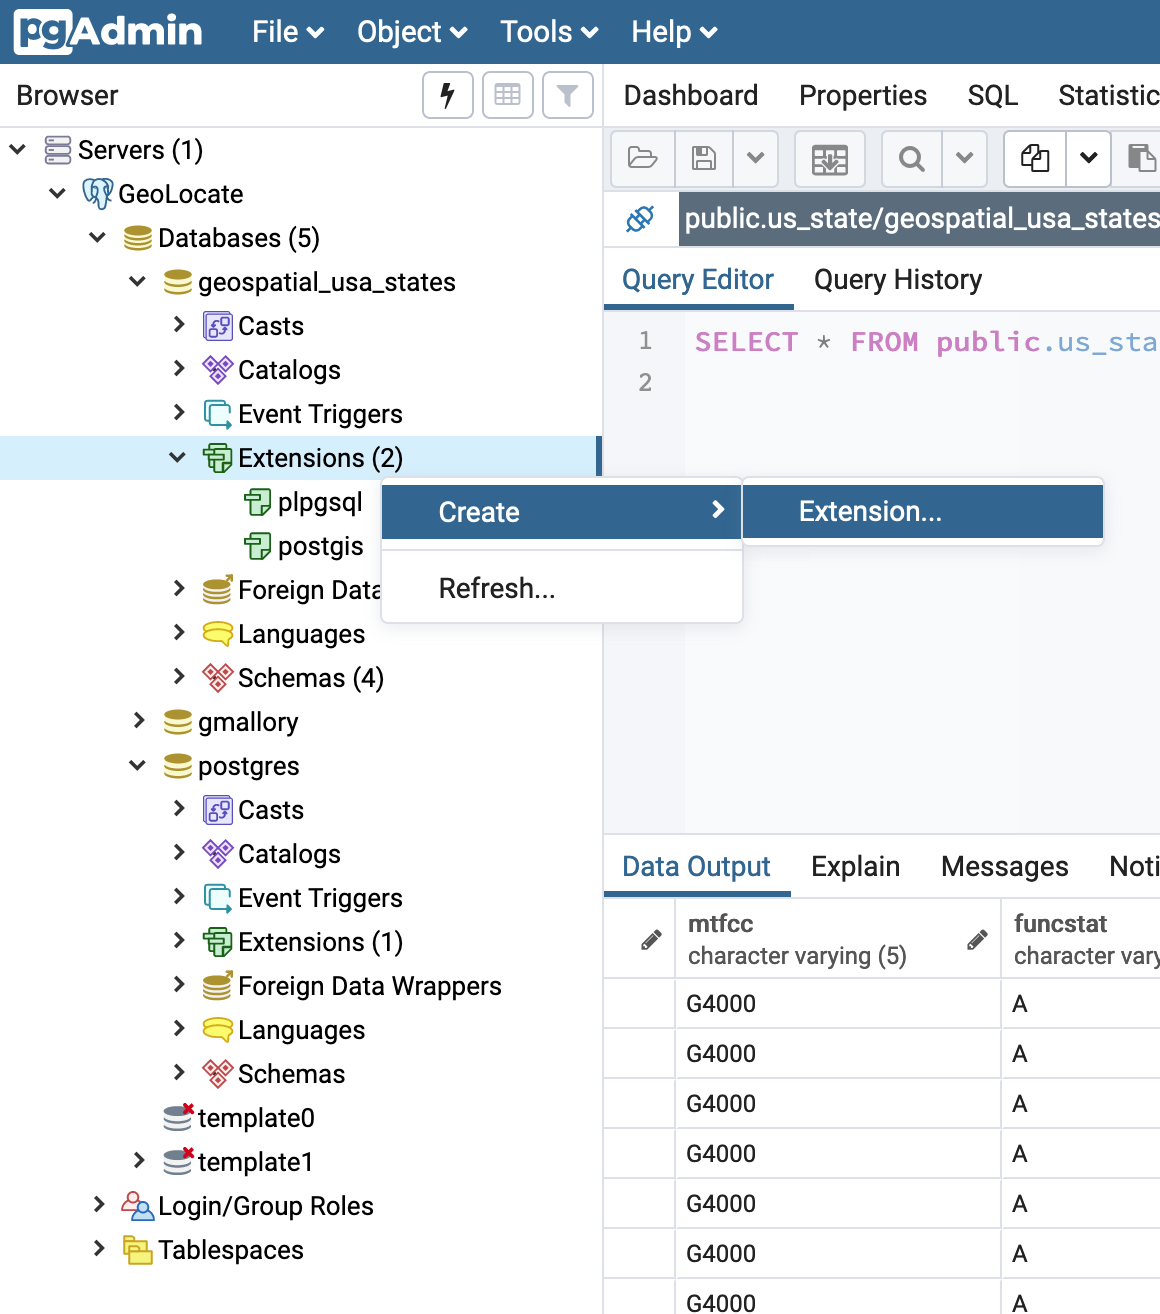 pgAdmin File Object Tools Help
Browser
Dashboard Properties SQL Statistic
Servers (1)
GeoLocate
Databases (5)
geospatial_usa_states
Casts
Catalogs
Event Triggers
Extensions (2)
plpgsql
postgis
Foreign Data
Languages
Schemas (4)
gmallory
postgres
Casts
Catalogs
Event Triggers
Extensions (1)
Foreign Data Wrappers
Languages
Schemas
template0
template1
Login/Group Roles
Tablespaces
Create
Extension...
Refresh...
public.us_state/geospatial_usa_states
Query Editor Query History
1 SELECT * FROM public.us_sta
2
Data Output Explain Messages Noti
mtfcc funcstat
character varying (5) character vary
G4000 A
G4000 A
G4000 A
G4000 A
G4000 A
G4000 A
G4000 A